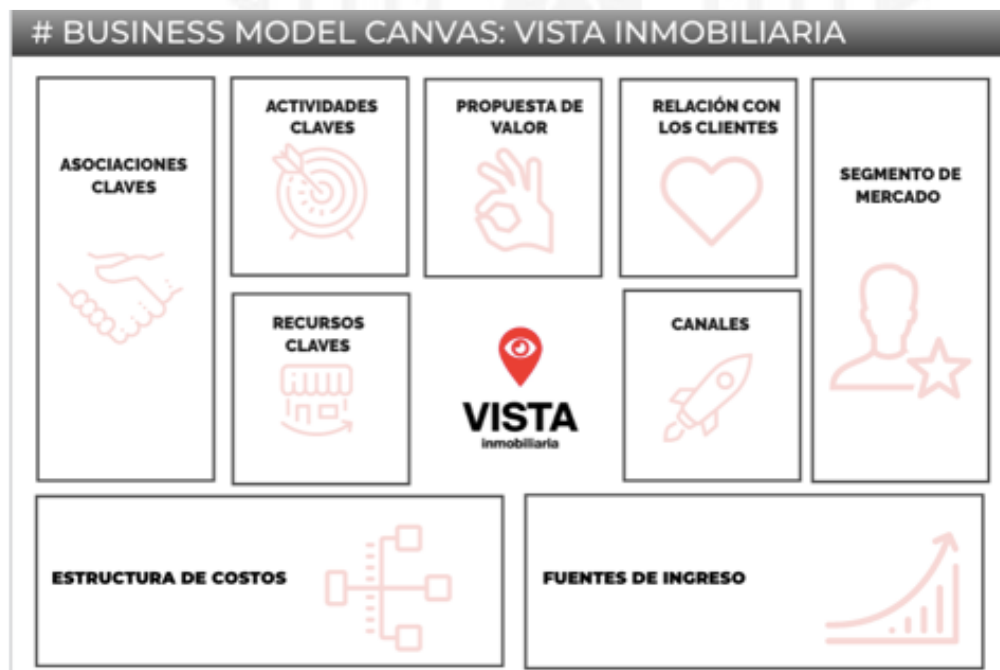 # BUSINESS MODEL CANVAS: VISTA INMOBILIARIA
ASOCIACIONES
CLAVES
ACTIVIDADES
CLAVES
RECURSOS
CLAVES
PROPUESTA DE
VALOR
VISTA
inmobiliaria
RELACIÓN CON
LOS CLIENTES
CANALES
SEGMENTO DE
MERCADO
ESTRUCTURA DE COSTOS
FUENTES DE INGRESO